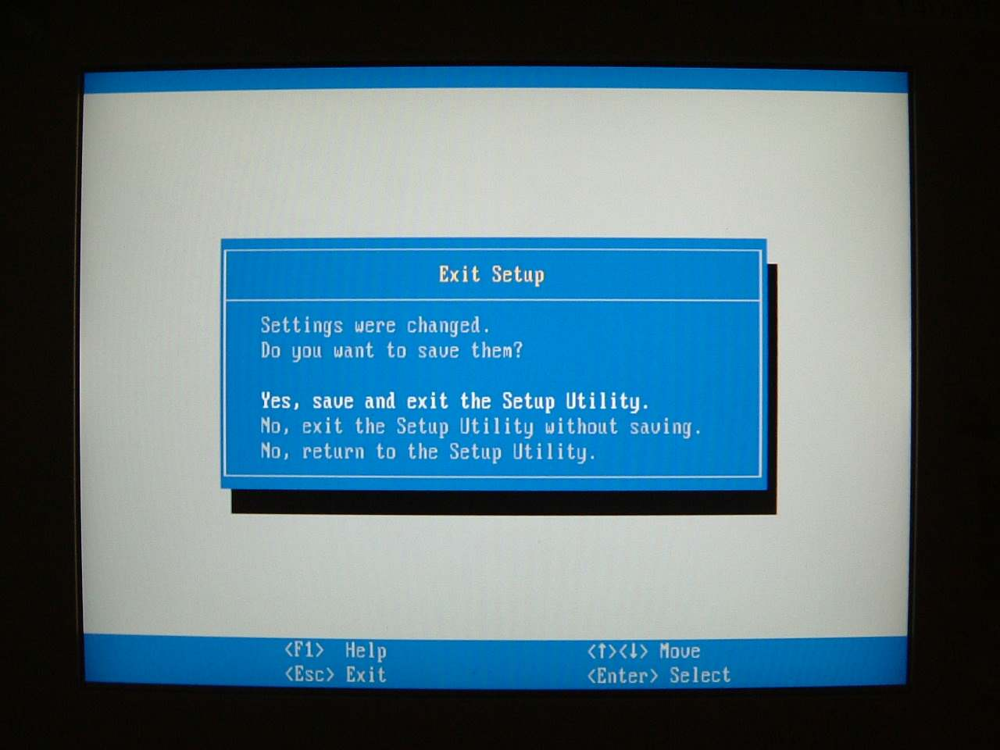 Exit Setup
Settings were changed.
Do you want to save them?
Yes, save and exit the Setup Utility.
No, exit the Setup Utility without saving.
No, return to the Setup Utility.
<F1> Help <↑><↓> Move
<Esc> Exit <Enter> Select